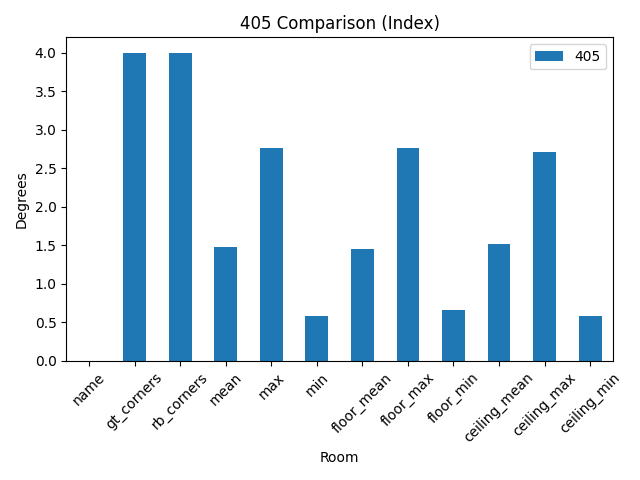 405 Comparison (Index)
405
Degrees
4.0
3.5
3.0
2.5
2.0
1.5
1.0
0.5
0.0
name
gt_corners
rb_corners
mean
max
min
floor_mean
floor_max
floor_min
ceiling_mean
ceiling_max
ceiling_min
Room